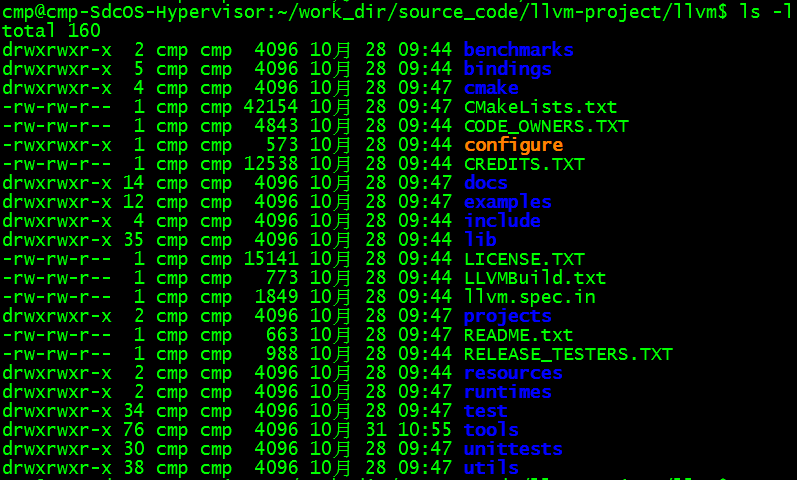 cmp@cmp-SdcOS-Hypervisor:~/work_dir/source_code/llvm-project/llvm$ ls -l
total 160
drwxrwxr-x  2 cmp cmp  4096 10月 28 09:44 benchmarks
drwxrwxr-x  5 cmp cmp  4096 10月 28 09:44 bindings
drwxrwxr-x  4 cmp cmp  4096 10月 28 09:47 cmake
-rw-rw-r--  1 cmp cmp 42154 10月 28 09:47 CMakeLists.txt
-rw-rw-r--  1 cmp cmp  4843 10月 28 09:44 CODE_OWNERS.TXT
-rwxrwxr-x  1 cmp cmp   573 10月 28 09:44 configure
-rw-rw-r--  1 cmp cmp 12538 10月 28 09:44 CREDITS.TXT
drwxrwxr-x 14 cmp cmp  4096 10月 28 09:47 docs
drwxrwxr-x 12 cmp cmp  4096 10月 28 09:47 examples
drwxrwxr-x  4 cmp cmp  4096 10月 28 09:44 include
drwxrwxr-x 35 cmp cmp  4096 10月 28 09:47 lib
-rw-rw-r--  1 cmp cmp 15141 10月 28 09:44 LICENSE.TXT
-rw-rw-r--  1 cmp cmp   773 10月 28 09:44 LLVMBuild.txt
-rw-rw-r--  1 cmp cmp  1849 10月 28 09:44 llvm.spec.in
drwxrwxr-x  2 cmp cmp  4096 10月 28 09:47 projects
-rw-rw-r--  1 cmp cmp   663 10月 28 09:47 README.txt
-rw-rw-r--  1 cmp cmp   988 10月 28 09:44 RELEASE_TESTERS.TXT
drwxrwxr-x  2 cmp cmp  4096 10月 28 09:44 resources
drwxrwxr-x  2 cmp cmp  4096 10月 28 09:47 runtimes
drwxrwxr-x 34 cmp cmp  4096 10月 28 09:47 test
drwxrwxr-x 76 cmp cmp  4096 10月 31 10:55 tools
drwxrwxr-x 30 cmp cmp  4096 10月 28 09:47 unittests
drwxrwxr-x 38 cmp cmp  4096 10月 28 09:47 utils